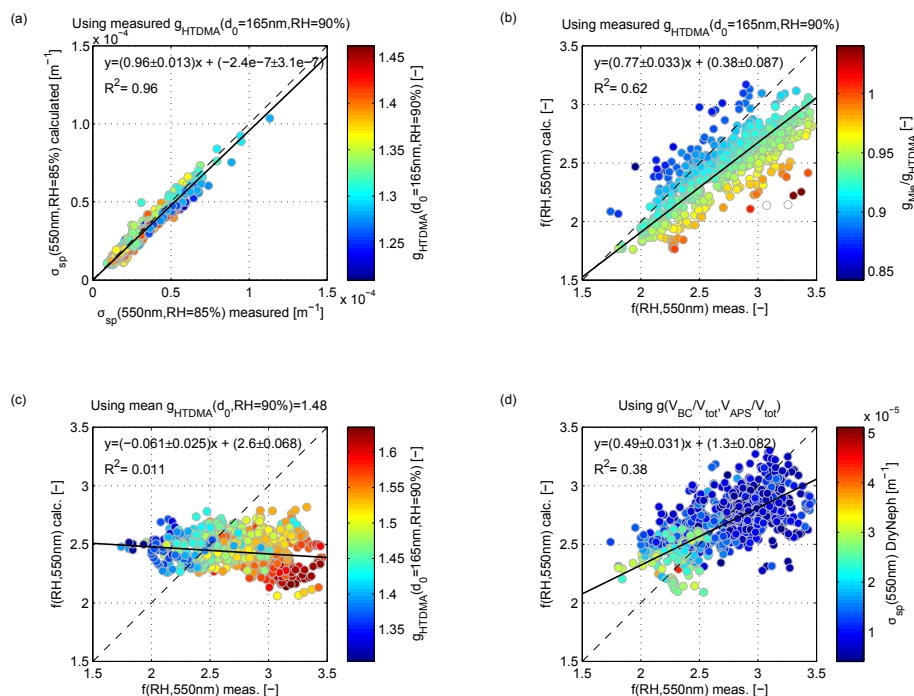 (a)
Using measured g_HTDMA(d_0=165nm,RH=90%)
x 10^−4
1.5
1
0.5
0
0
0.5
1
1.5
x 10^−4
y=(0.96±0.013)x + (−2.4e−7±3.1e−7)
R^2= 0.96
σ_sp(550nm,RH=85%) calculated [m^−1]
σ_sp(550nm,RH=85%) measured [m^−1]
1.45
1.4
1.35
1.3
1.25
g_HTDMA(d_0=165nm,RH=90%) [−]
(b)
Using measured g_HTDMA(d_0=165nm,RH=90%)
y=(0.77±0.033)x + (0.38±0.087)
R^2= 0.62
3.5
3
2.5
2
1.5
1.5
2
2.5
3
3.5
f(RH,550nm) calc. [−]
f(RH,550nm) meas. [−]
1
0.95
0.9
0.85
g_Mie/g_HTDMA [−]
(c)
Using mean g_HTDMA(d_0,RH=90%)=1.48
y=(−0.061±0.025)x + (2.6±0.068)
R^2= 0.011
3.5
3
2.5
2
1.5
1.5
2
2.5
3
3.5
f(RH,550nm) calc. [−]
f(RH,550nm) meas. [−]
1.6
1.55
1.5
1.45
1.4
1.35
g_HTDMA(d_0=165nm,RH=90%) [−]
(d)
Using g(V_BC/V_tot,V_APS/V_tot)
y=(0.49±0.031)x + (1.3±0.082)
R^2= 0.38
3.5
3
2.5
2
1.5
1.5
2
2.5
3
3.5
f(RH,550nm) calc. [−]
f(RH,550nm) meas. [−]
x 10^−5
5
4
3
2
1
σ_sp(550nm) DryNeph [m^−1]